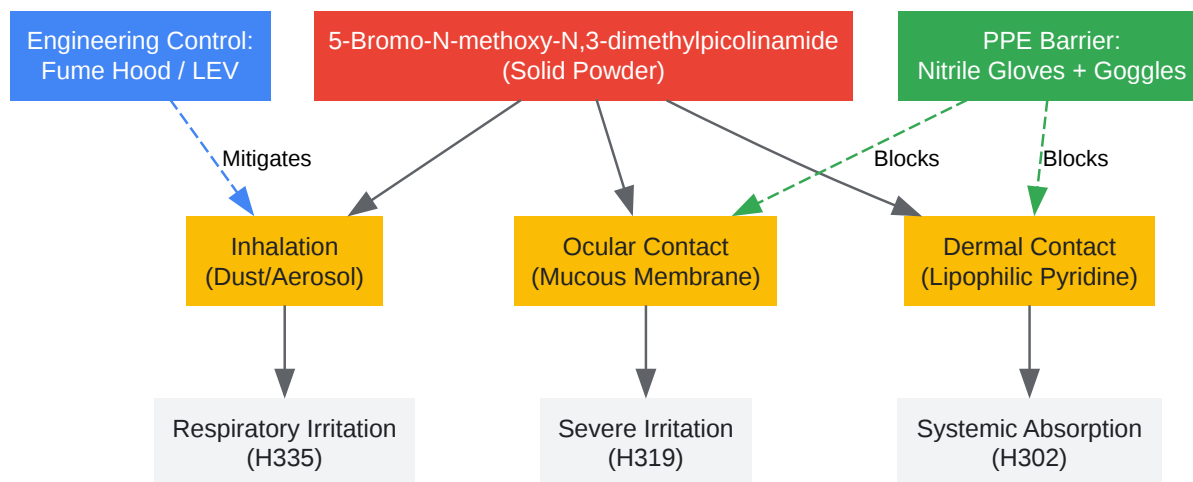 Engineering Control:
Fume Hood / LEV
5-Bromo-N-methoxy-N,3-dimethylpicolinamide
(Solid Powder)
PPE Barrier:
Nitrile Gloves + Goggles
Mitigates
Blocks
Blocks
Inhalation
(Dust/Aerosol)
Ocular Contact
(Mucous Membrane)
Dermal Contact
(Lipophilic Pyridine)
Respiratory Irritation
(H335)
Severe Irritation
(H319)
Systemic Absorption
(H302)